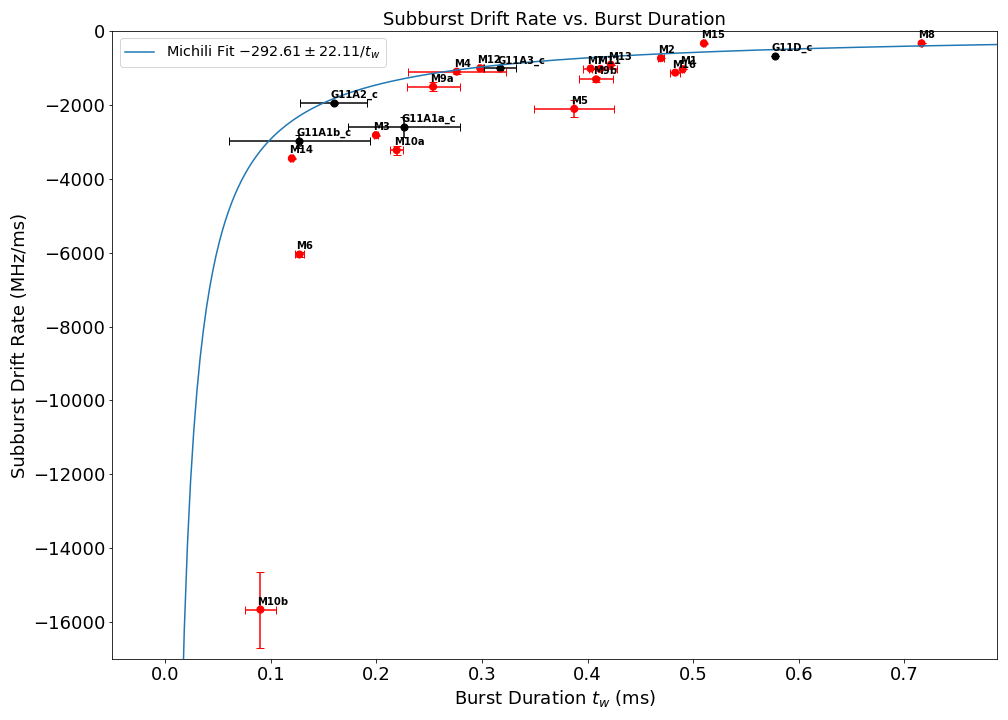 Subburst Drift Rate vs. Burst Duration
Michili Fit −292.61 ± 22.11/t_w
Subburst Drift Rate (MHz/ms)
0
−2000
−4000
−6000
−8000
−10000
−12000
−14000
−16000
M15
M8
M2
G11D_c
M13
M12
G11A3_c
M4
M7
M11
M1
M16
M9b
M9a
G11A2_c
M5
G11A1a_c
M3
G11A1b_c
M10a
M14
M6
M10b
0.0
0.1
0.2
0.3
0.4
0.5
0.6
0.7
Burst Duration t_w (ms)